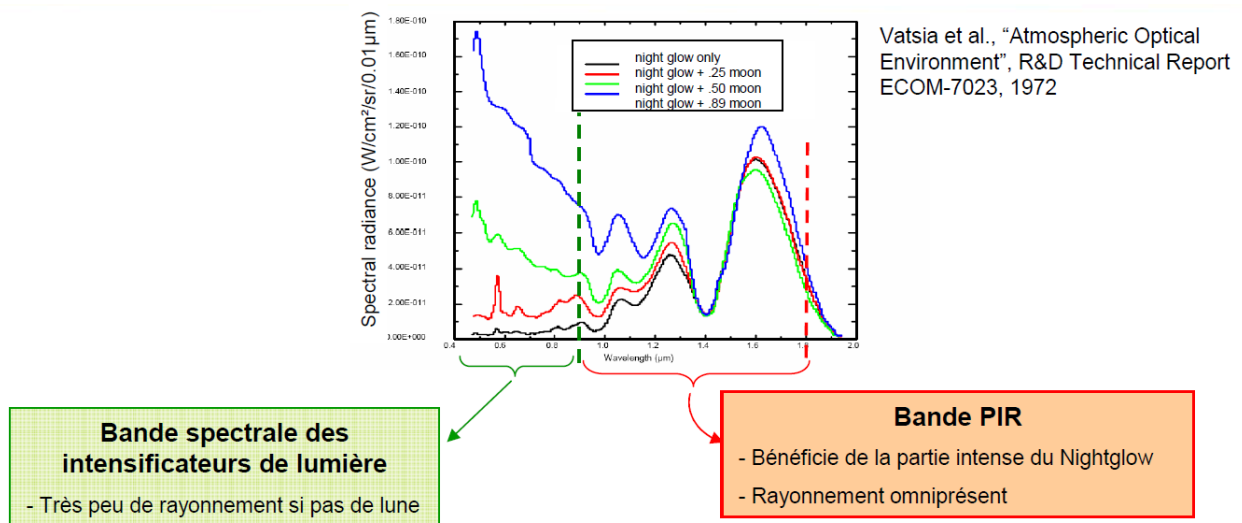 Vatsia et al., "Atmospheric Optical
Environment", R&D Technical Report
ECOM-7023, 1972
Spectral radiance (W/cm²/sr/0.01µm)
1.80E-010
1.60E-010
1.40E-010
1.20E-010
1.00E-010
8.00E-011
6.00E-011
4.00E-011
2.00E-011
0.00E+000
night glow only
night glow + .25 moon
night glow + .50 moon
night glow + .89 moon
0.4 0.6 0.8 1.0 1.2 1.4 1.6 1.8 2.0
Wavelength (µm)
Bande spectrale des
intensificateurs de lumière
- Très peu de rayonnement si pas de lune
Bande PIR
- Bénéficie de la partie intense du Nightglow
- Rayonnement omniprésent